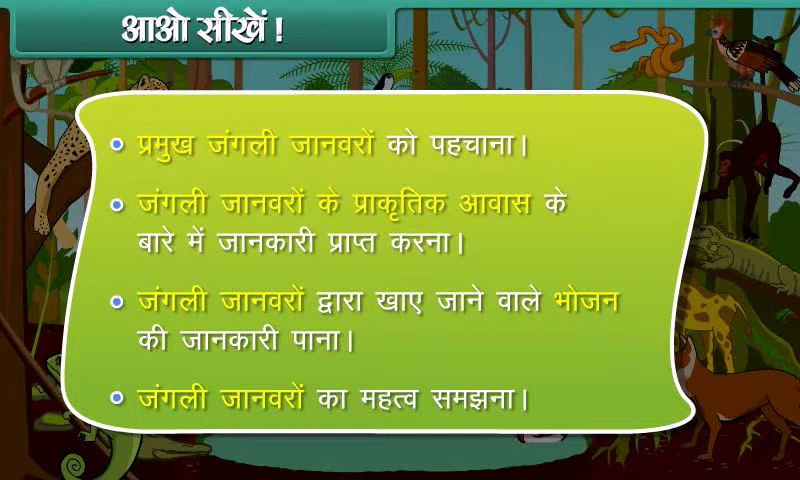 आओ सीखें!
प्रमुख जंगली जानवरों को पहचाना।
जंगली जानवरों के प्राकृतिक आवास के
बारे में जानकारी प्राप्त करना।
जंगली जानवरों द्वारा खाए जाने वाले भोजन
की जानकारी पाना।
जंगली जानवरों का महत्व समझना।